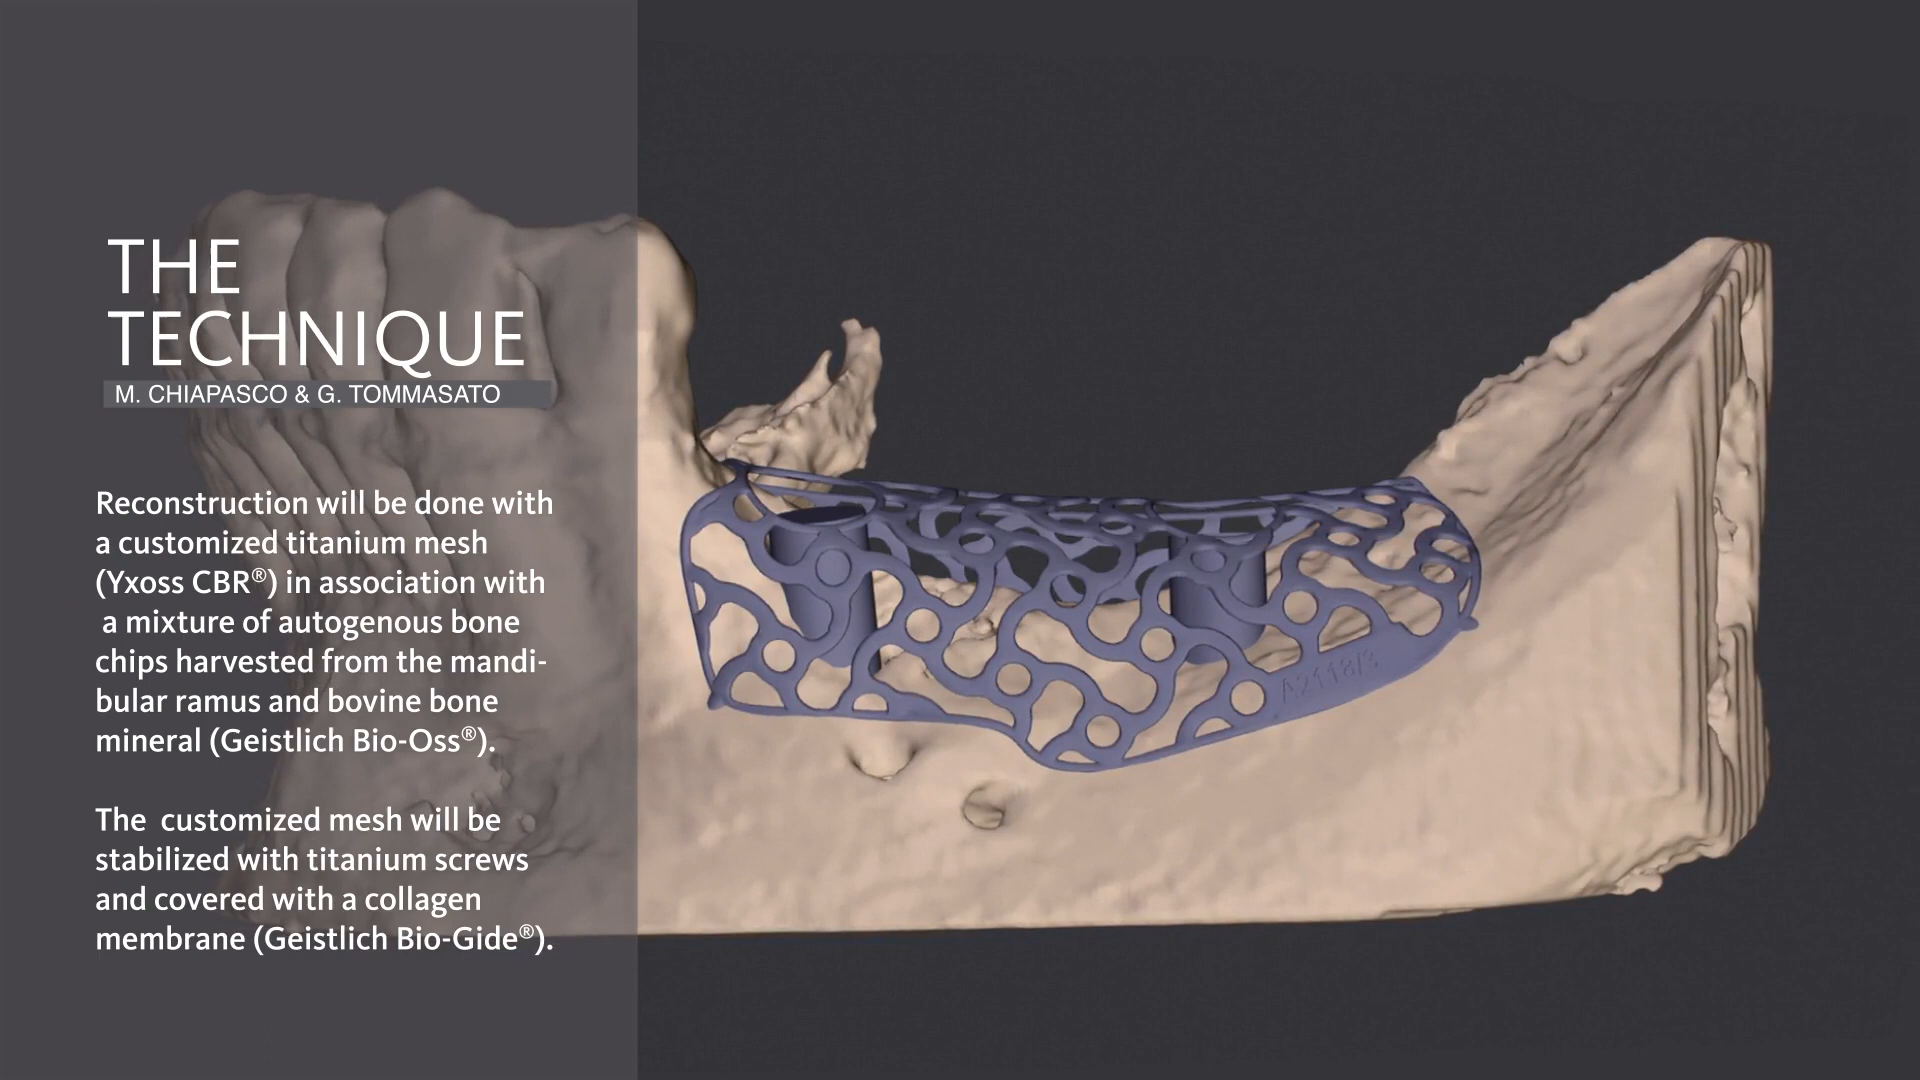 THE
TECHNIQUE
M. CHIAPASCO & G. TOMMASATO
Reconstruction will be done with
a customized titanium mesh
(Yxoss CBR®) in association with
a mixture of autogenous bone
chips harvested from the mandi-
bular ramus and bovine bone
mineral (Geistlich Bio-Oss®).
The customized mesh will be
stabilized with titanium screws
and covered with a collagen
membrane (Geistlich Bio-Gide®).